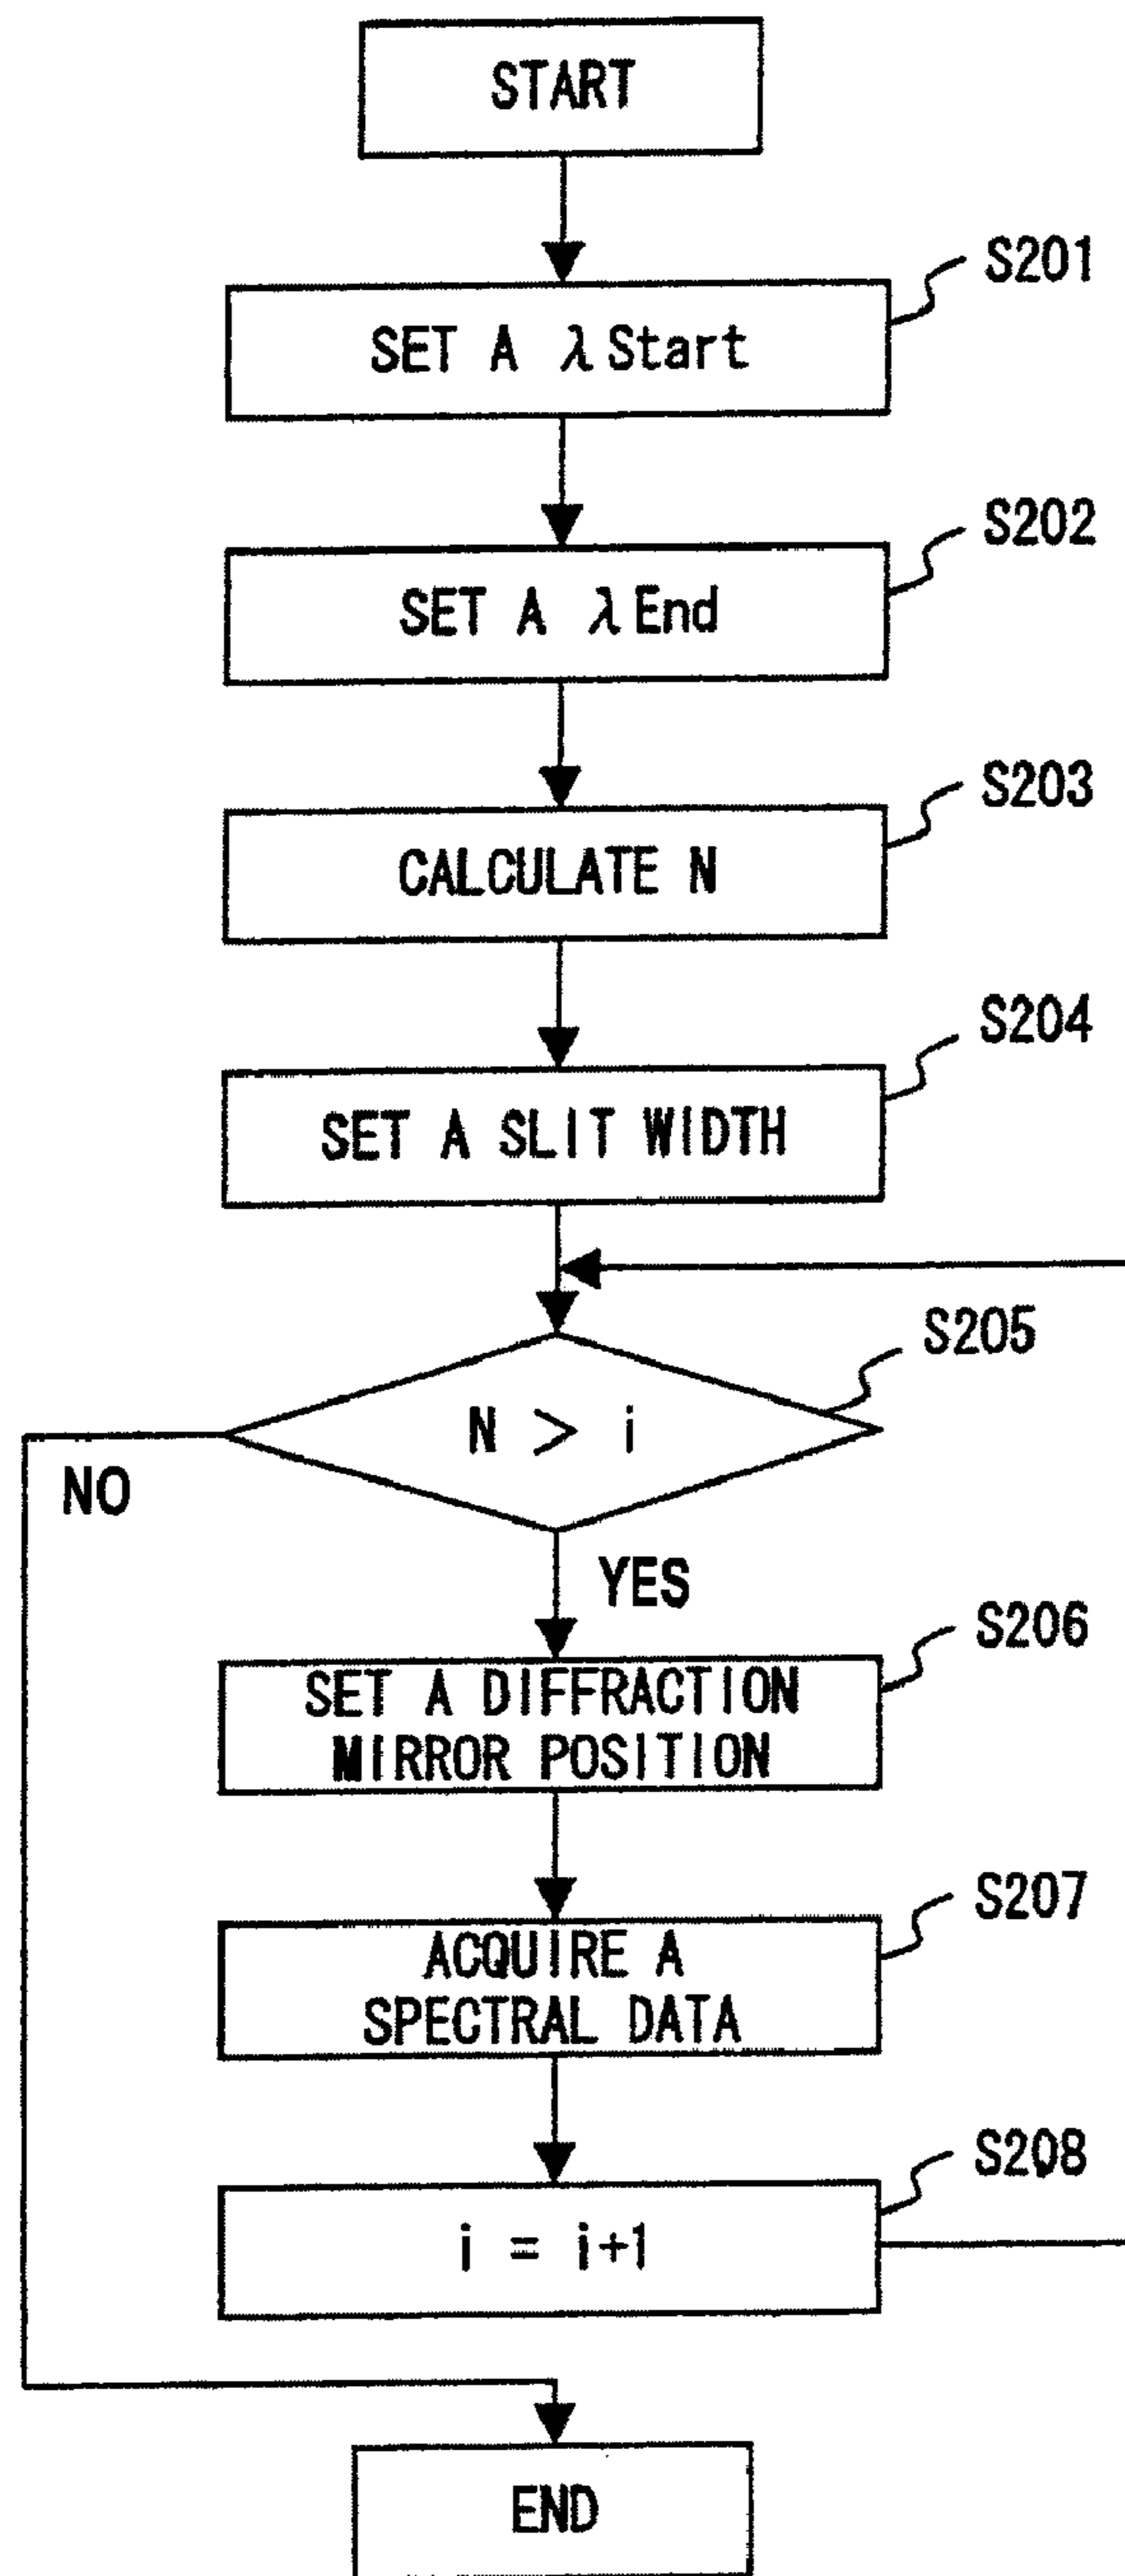 START
S201
SET A λStart
S202
SET A λEnd
S203
CALCULATE N
S204
SET A SLIT WIDTH
S205
N > i
NO
YES
S206
SET A DIFFRACTION
MIRROR POSITION
S207
ACQUIRE A
SPECTRAL DATA
S208
i = i+1
END